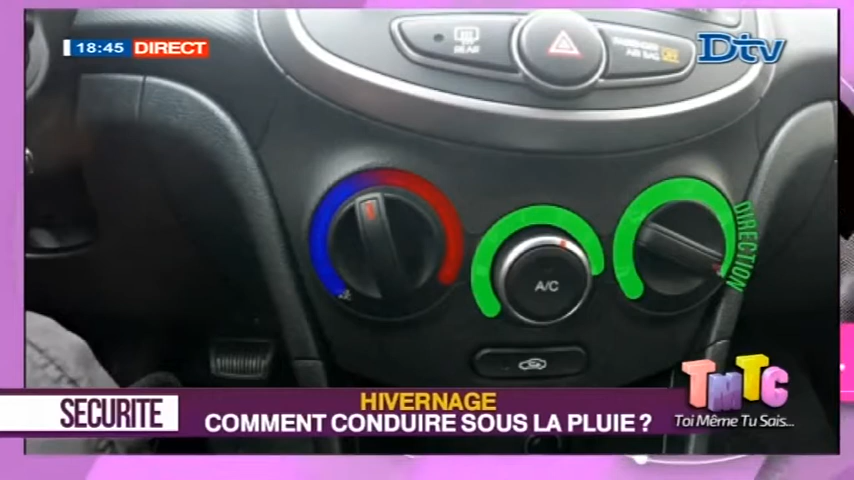 18:45 DIRECT
Dtv
REAR
PASSENGER
AIR BAG OFF
DIRECTION
A/C
SECURITE
HIVERNAGE
COMMENT CONDUIRE SOUS LA PLUIE ?
TMTC
Toi Même Tu Sais...